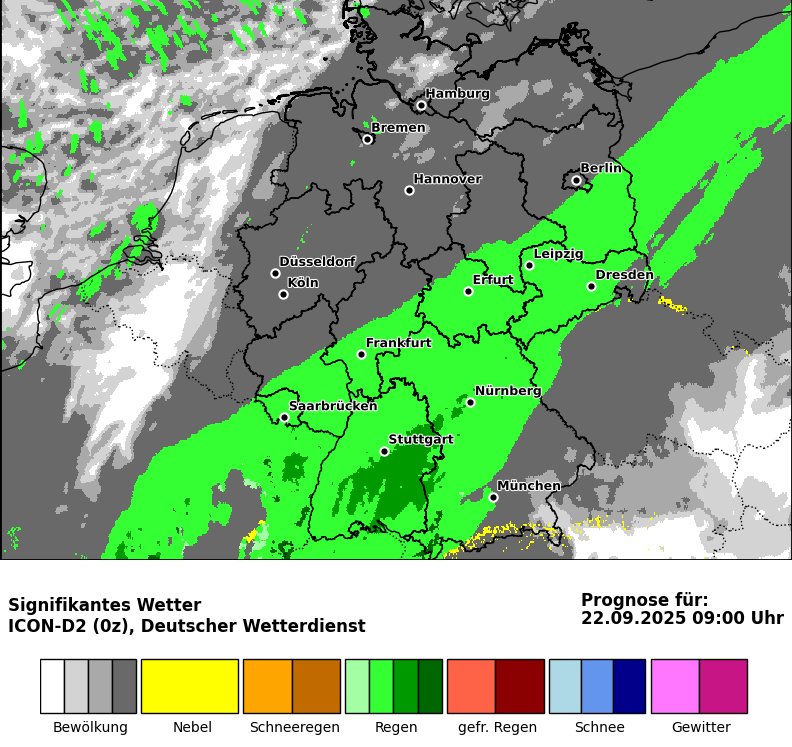 Hamburg
Bremen
Berlin
Hannover
Leipzig
Düsseldorf
Dresden
Köln
Erfurt
Frankfurt
Nürnberg
Saarbrücken
Stuttgart
München
Signifikantes Wetter
ICON-D2 (0z), Deutscher Wetterdienst
Prognose für:
22.09.2025 09:00 Uhr
Bewölkung
Nebel
Schneeregen
Regen
gefr. Regen
Schnee
Gewitter